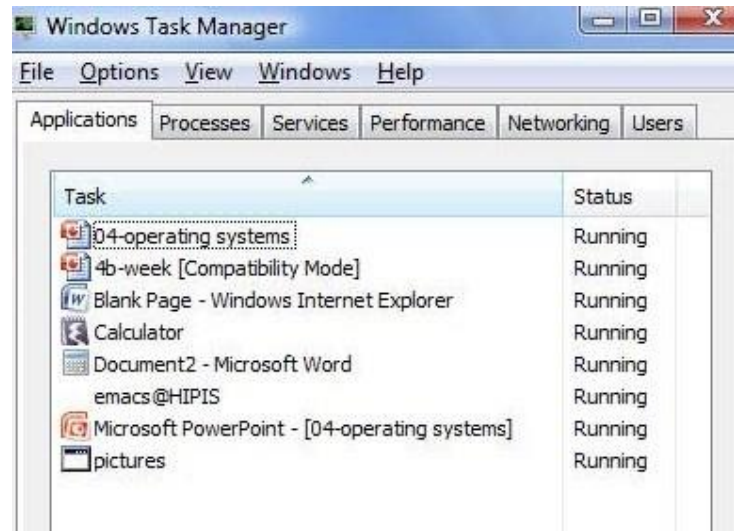 Windows Task Manager
File Options View Windows Help
Applications Processes Services Performance Networking Users
Task Status
04-operating systems Running
4b-week [Compatibility Mode] Running
Blank Page - Windows Internet Explorer Running
Calculator Running
Document2 - Microsoft Word Running
emacs@HIPIS Running
Microsoft PowerPoint - [04-operating systems] Running
pictures Running